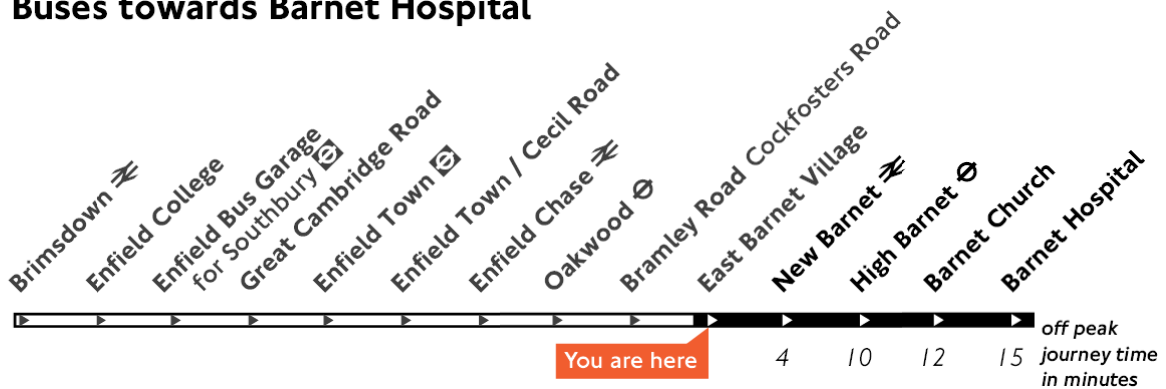 Buses towards Barnet Hospital
Brimsdown
Enfield College
Enfield Bus Garage
for Southbury
Great Cambridge Road
Enfield Town
Enfield Town / Cecil Road
Enfield Chase
Oakwood
Bramley Road Cockfosters Road
East Barnet Village
New Barnet
High Barnet
Barnet Church
Barnet Hospital
You are here
4
10
12
15
off peak
journey time
in minutes